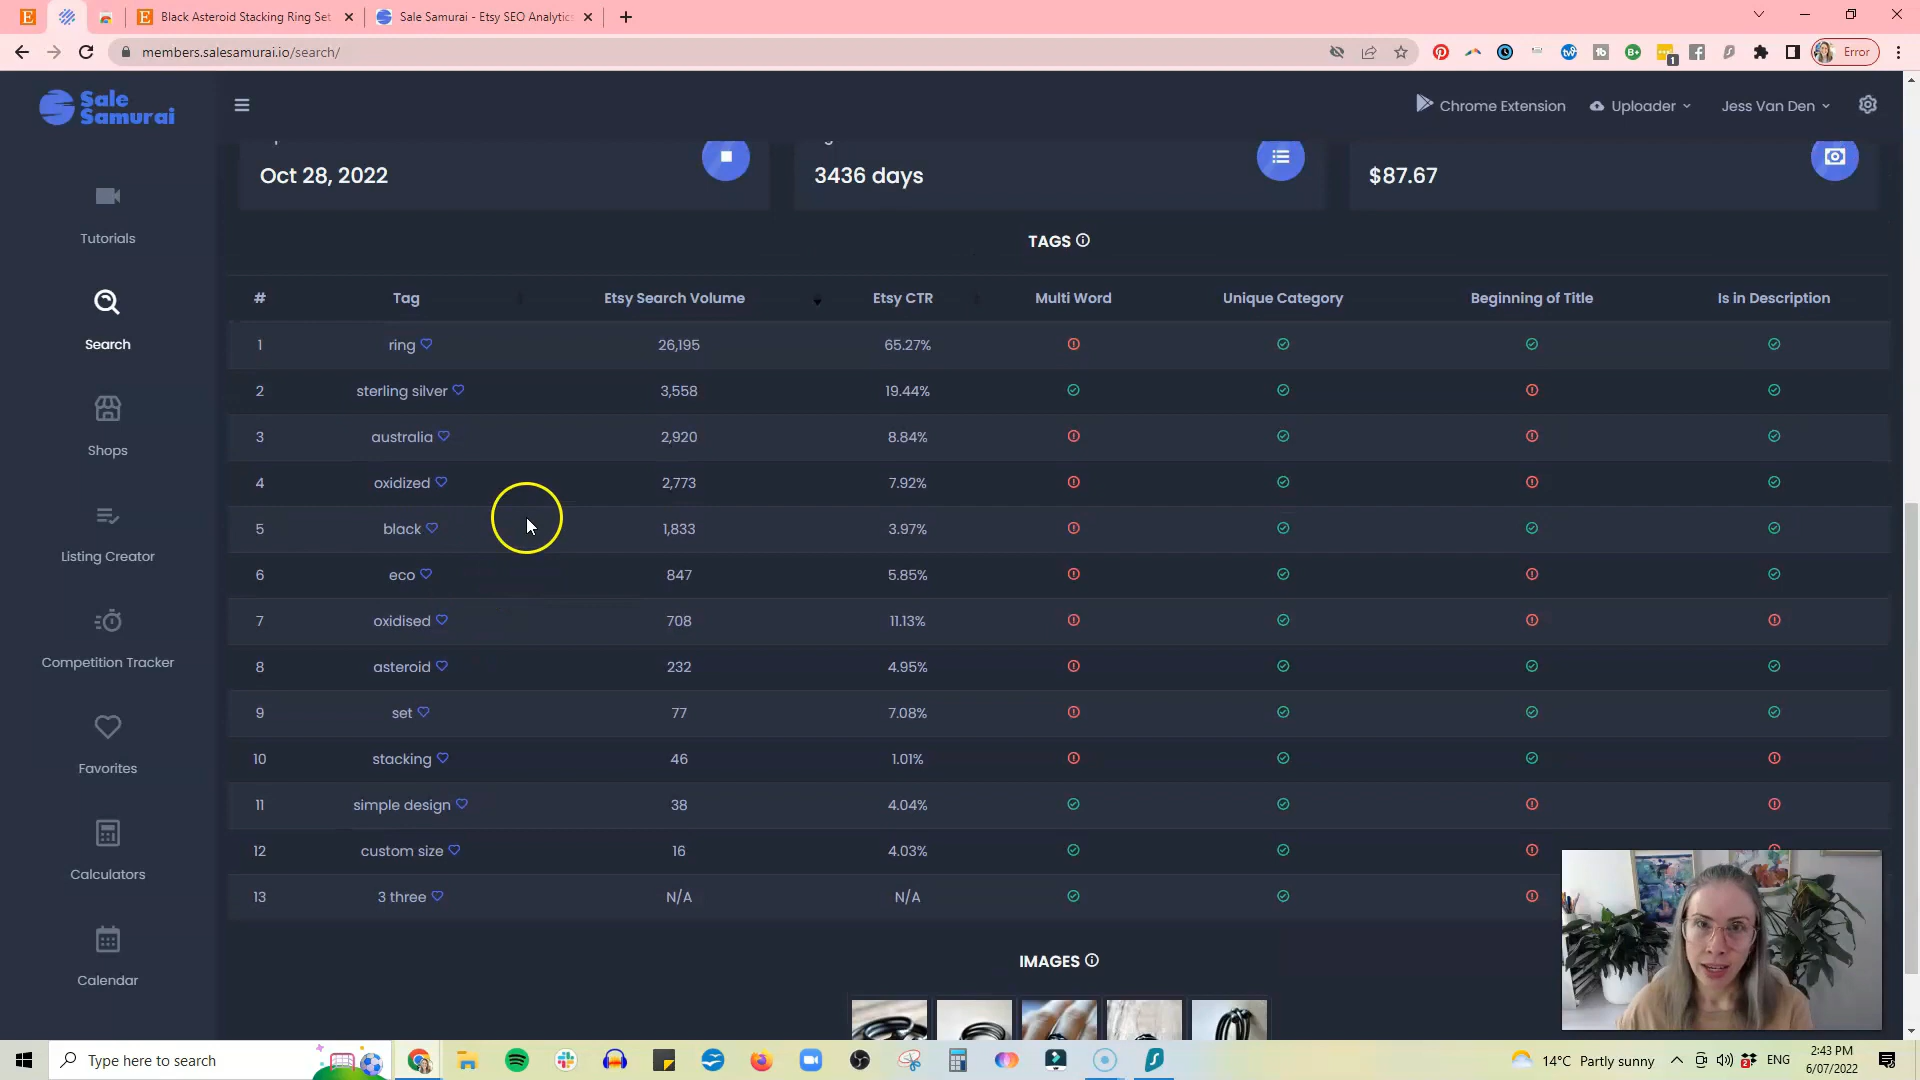 Black Asteroid Stacking Ring Set
Sale Samurai - Etsy SEO Analytics
members.salesamurai.io/search/
Error
Sale
Samurai
Chrome Extension
Uploader
Jess Van Den
Oct 28, 2022
3436 days
$87.67
Tutorials
Search
Shops
Listing Creator
Competition Tracker
Favorites
Calculators
Calendar
TAGS
# Tag Etsy Search Volume Etsy CTR Multi Word Unique Category Beginning of Title Is in Description
1 ring 26,195 65.27%
2 sterling silver 3,558 19.44%
3 australia 2,920 8.84%
4 oxidized 2,773 7.92%
5 black 1,833 3.97%
6 eco 847 5.85%
7 oxidised 708 11.13%
8 asteroid 232 4.95%
9 set 77 7.08%
10 stacking 46 1.01%
11 simple design 38 4.04%
12 custom size 16 4.03%
13 3 three N/A N/A
IMAGES
Type here to search
14°C Partly sunny
ENG
2:43 PM
6/07/2022